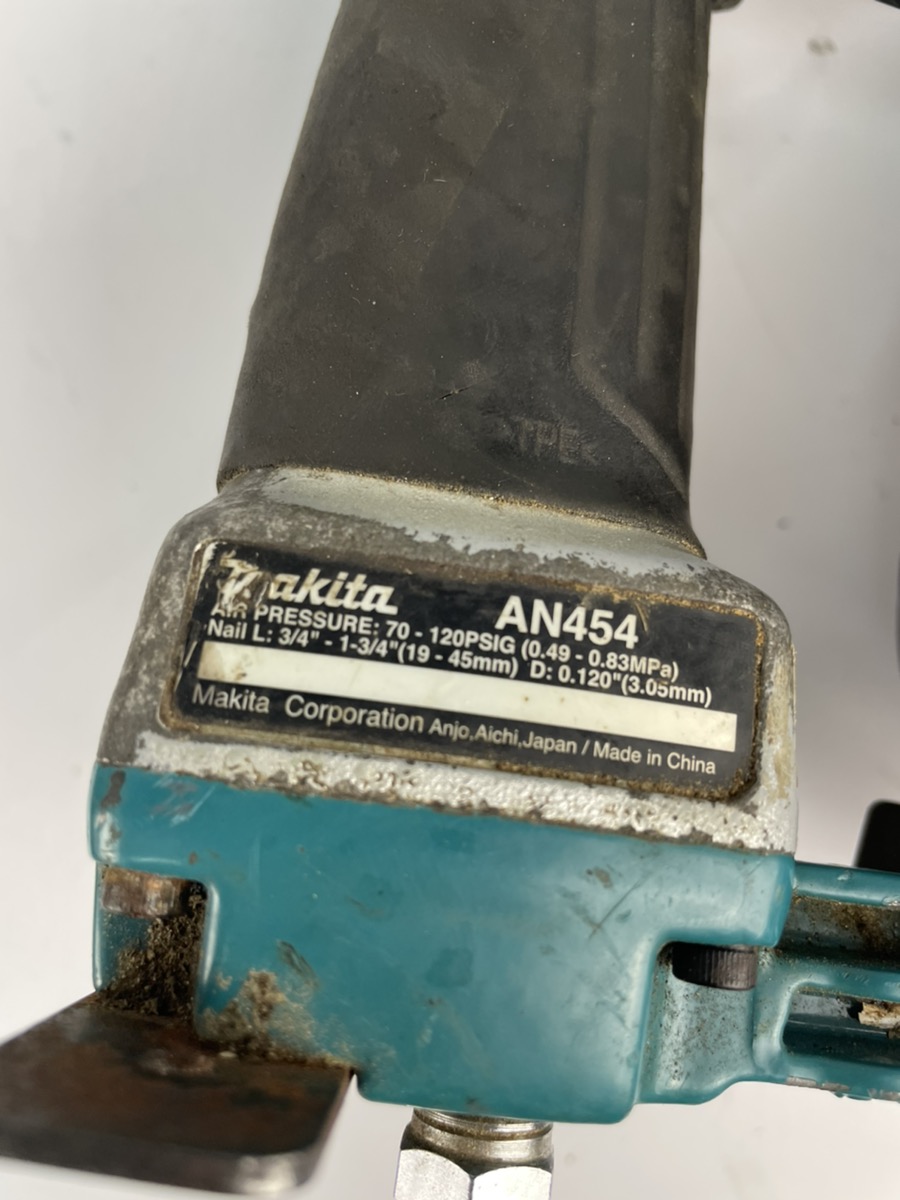 >TPE<
Makita
AN454
AIR PRESSURE: 70 - 120PSIG (0.49 - 0.83MPa)
Nail L: 3/4" - 1-3/4"(19 - 45mm) D: 0.120"(3.05mm)
/
Makita Corporation Anjo,Aichi,Japan / Made in China